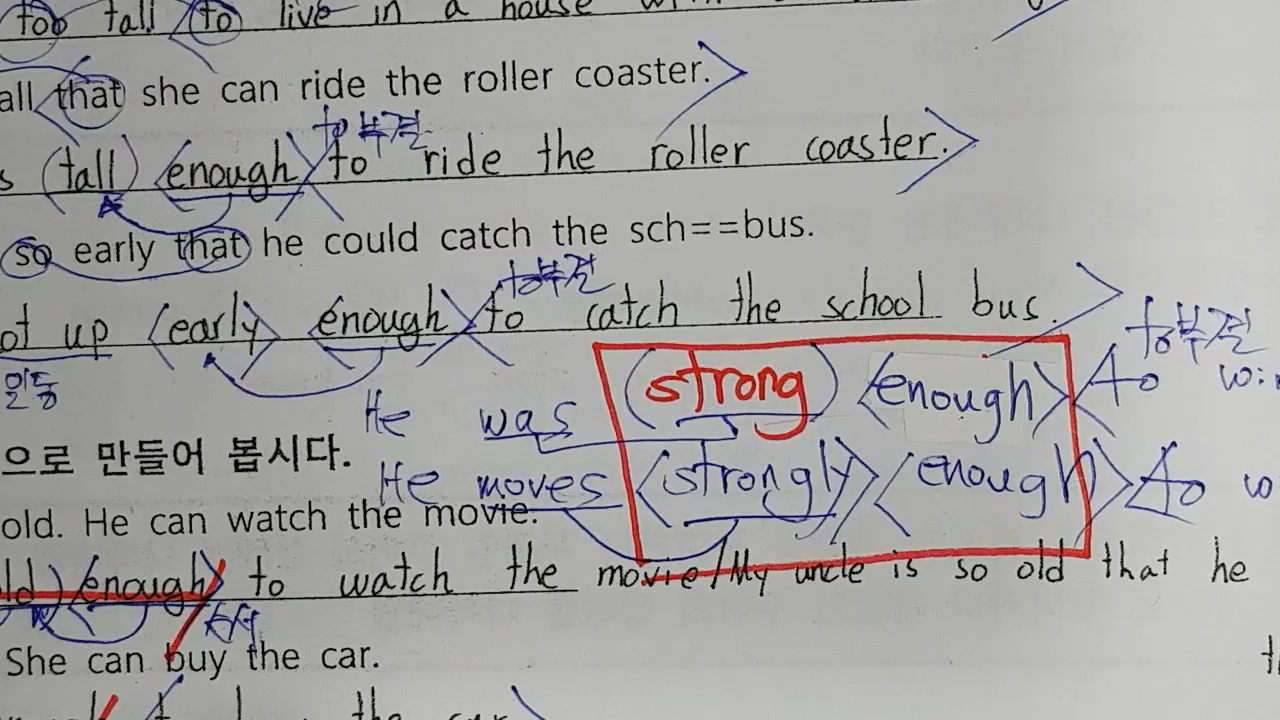 too tall to live in a house
all that she can ride the roller coaster.
to부정
s (tall) <enough> to ride the roller coaster.>
so early that he could catch the sch==bus.
to부정
ot up <early> <enough> to catch the school bus.
to부정
He was (strong) <enough> to wi
으로 만들어 봅시다.
He moves <strongly> <enough> to w
old. He can watch the movie.
ld) <enough> to watch the movie/My uncle is so old that he
She can buy the car.